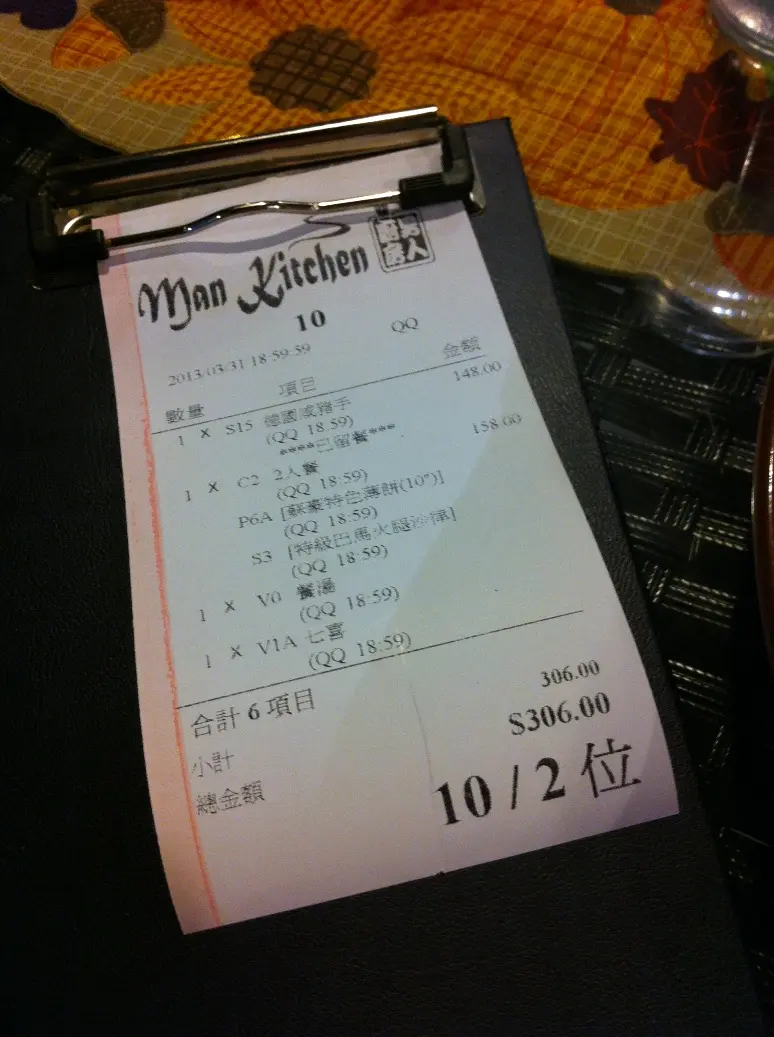 Man Kitchen 男人廚房
10
QQ
2013/03/31 18:59:59
數量 項目 金額
1 X S15 德國咸豬手 148.00
(QQ 18:59)
****已留餐***
1 X C2 2人餐 158.00
(QQ 18:59)
P6A [蘇豪特色薄餅(10")]
(QQ 18:59)
S3 [特級巴馬火腿沙律]
(QQ 18:59)
1 X V0 餐湯
(QQ 18:59)
1 X V1A 七喜
(QQ 18:59)
合計 6 項目
小計 306.00
總金額 $306.00
10 / 2 位